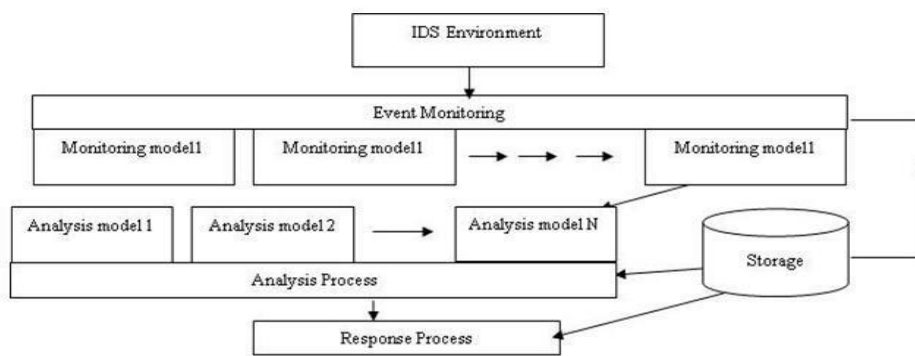 IDS Environment
Event Monitoring
Monitoring model1
Monitoring model1
Monitoring model1
Analysis model 1
Analysis model 2
Analysis model N
Storage
Analysis Process
Response Process